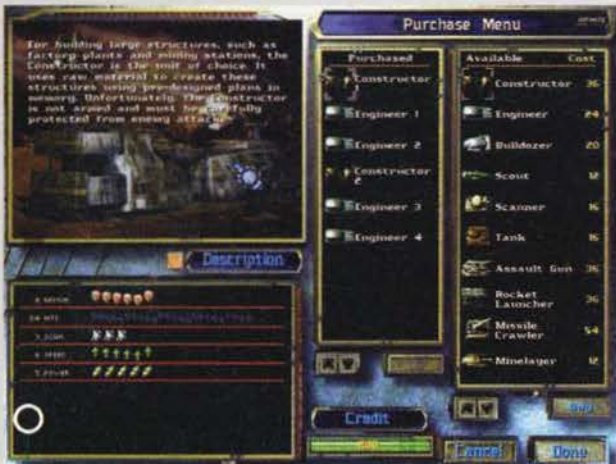 For building large structures, such as
factory plants and mining stations, the
Constructor is the unit of choice. It
uses raw material to create these
structures using pre-designed plans in
memory. Unfortunately, the Constructor
is not armed and must be carefully
protected from enemy attacks.
Description
Purchase Menu
Purchased
Constructor
1
Engineer 1
Engineer 2
Constructor
2
Engineer 3
Engineer 4
Available Cost
Constructor 36
Engineer 24
Bulldozer 20
Scout 12
Scanner 16
Tank 16
Assault Gun 36
Rocket
Launcher 36
Missile
Crawler 54
Minelayer 12
Buy
Credit
Cancel
Done